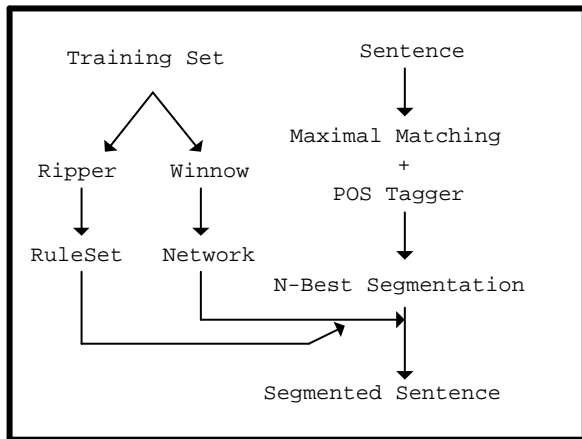 Training Set
Sentence
Maximal Matching
+
POS Tagger
Ripper
Winnow
RuleSet
Network
N-Best Segmentation
Segmented Sentence